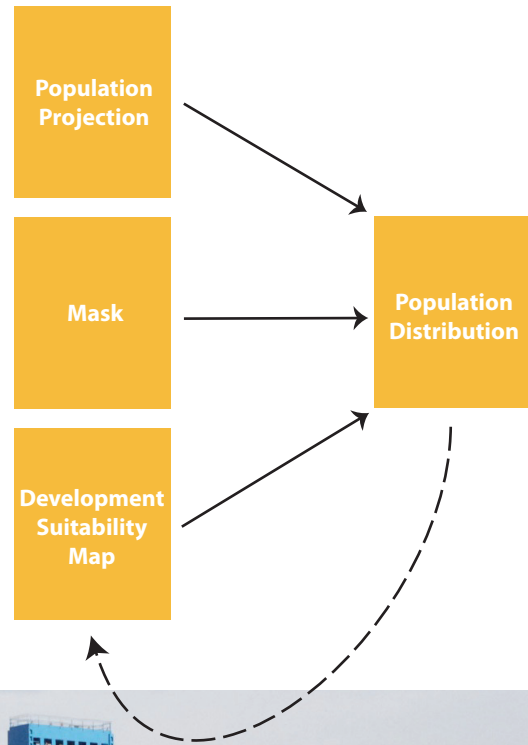 Population
Projection
Mask
Population
Distribution
Development
Suitability
Map